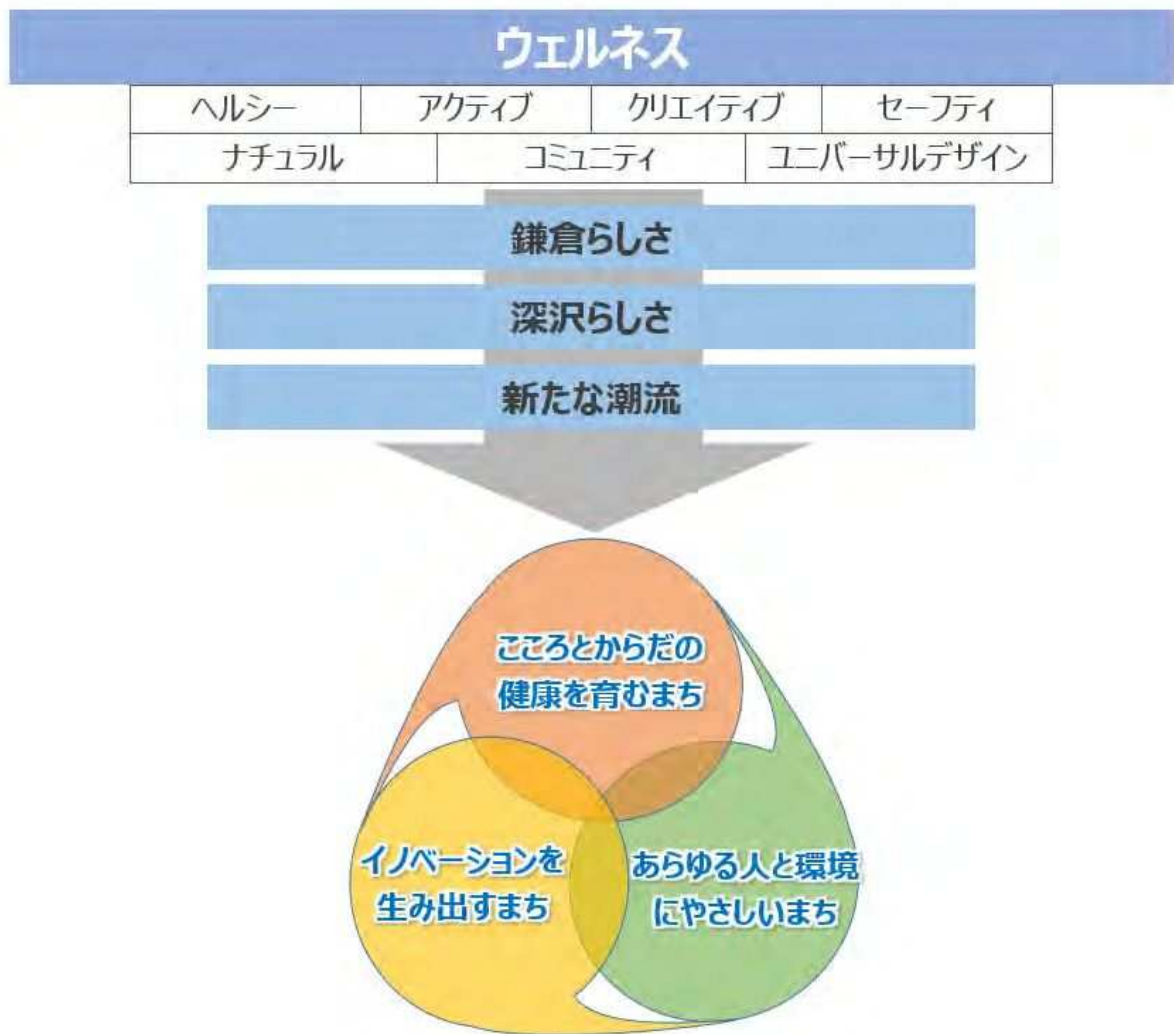 ウェルネス
ヘルシー アクティブ クリエイティブ セーフティ
ナチュラル コミュニティ ユニバーサルデザイン
鎌倉らしさ
深沢らしさ
新たな潮流
こころとからだの
健康を育むまち
イノベーションを
生み出すまち
あらゆる人と環境
にやさしいまち